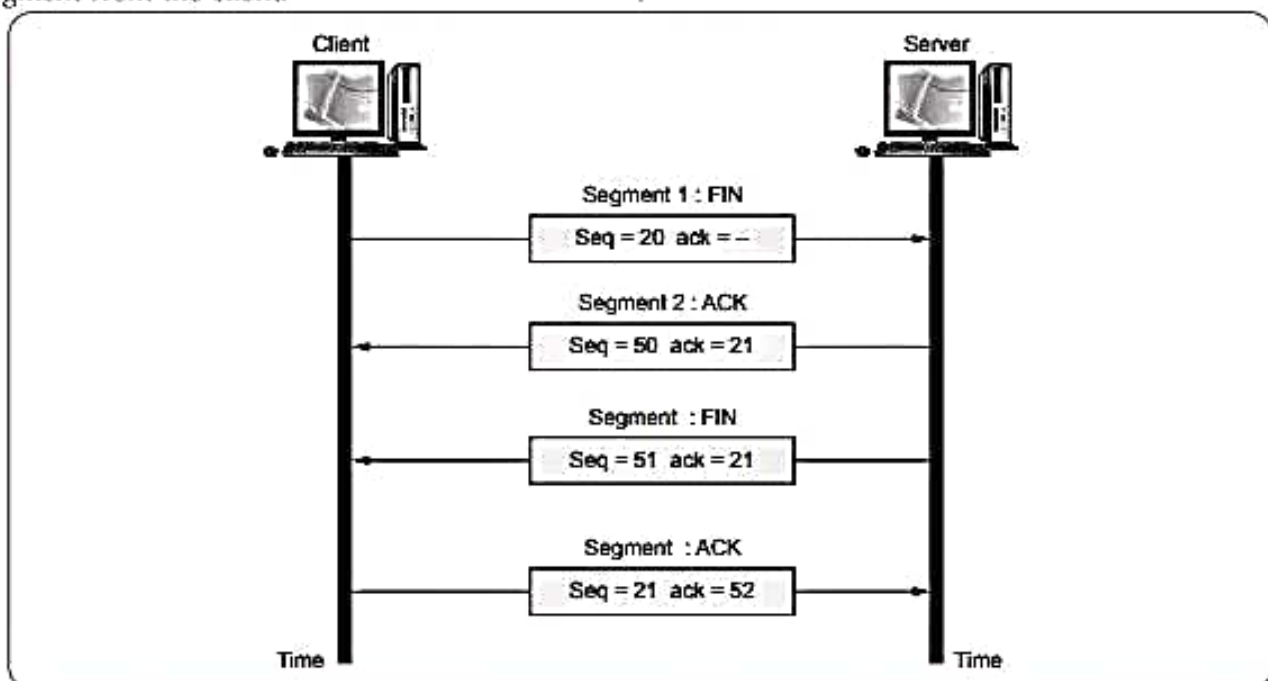 Client Server
Segment 1 : FIN
Seq = 20 ack = –
Segment 2 : ACK
Seq = 50 ack = 21
Segment : FIN
Seq = 51 ack = 21
Segment : ACK
Seq = 21 ack = 52
Time Time